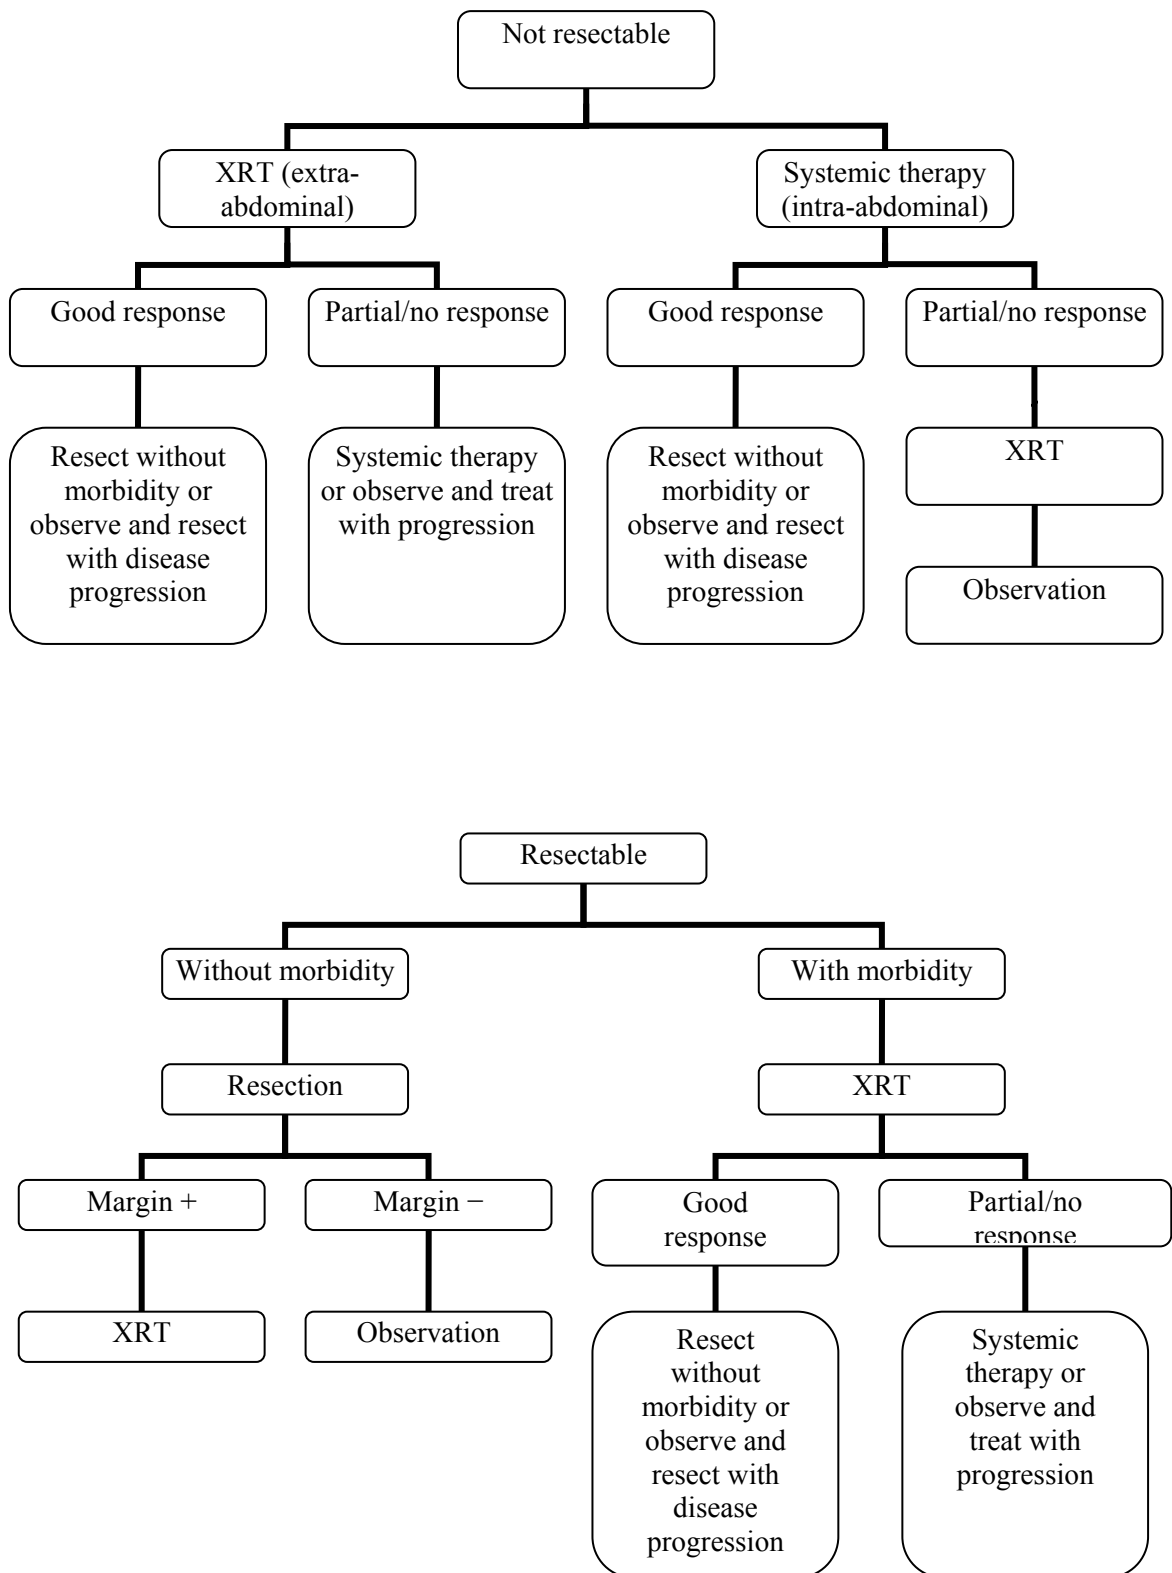 Not resectable
XRT (extra-
abdominal)
Systemic therapy
(intra-abdominal)
Good response
Partial/no response
Good response
Partial/no response
Resect without
morbidity or
observe and resect
with disease
progression
Systemic therapy
or observe and treat
with progression
Resect without
morbidity or
observe and resect
with disease
progression
XRT
Observation
Resectable
Without morbidity
With morbidity
Resection
XRT
Margin +
Margin −
Good
response
Partial/no
response
XRT
Observation
Resect
without
morbidity or
observe and
resect with
disease
progression
Systemic
therapy or
observe and
treat with
progression